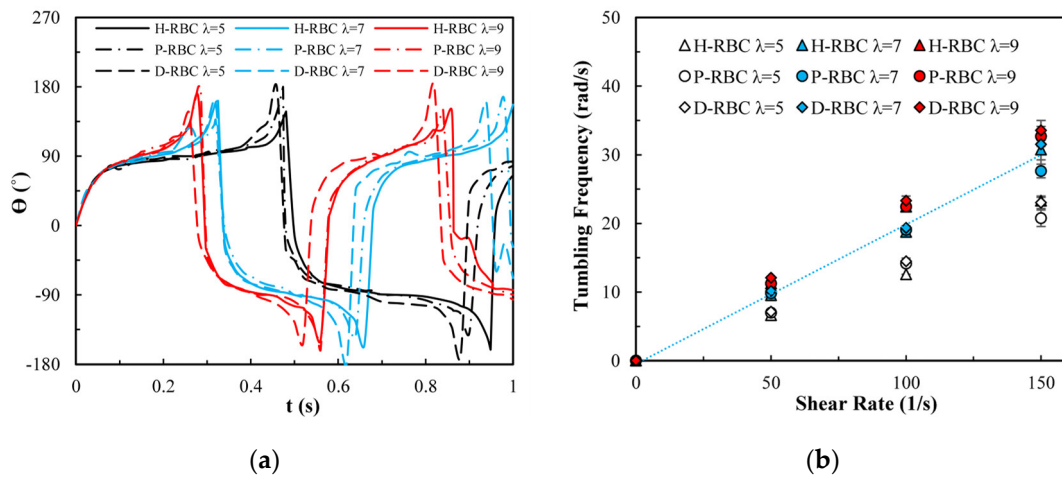 270
180
90
0
-90
-180
Θ (°)
H-RBC λ=5 H-RBC λ=7 H-RBC λ=9
P-RBC λ=5 P-RBC λ=7 P-RBC λ=9
D-RBC λ=5 D-RBC λ=7 D-RBC λ=9
0 0.2 0.4 0.6 0.8 1
t (s)
(a)
50
40
30
20
10
0
Tumbling Frequency (rad/s)
H-RBC λ=5 H-RBC λ=7 H-RBC λ=9
P-RBC λ=5 P-RBC λ=7 P-RBC λ=9
D-RBC λ=5 D-RBC λ=7 D-RBC λ=9
0 50 100 150
Shear Rate (1/s)
(b)